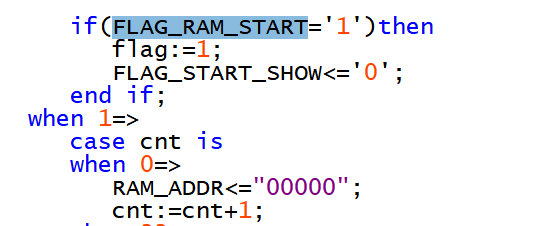 if(FLAG_RAM_START='1')then
flag:=1;
FLAG_START_SHOW<='0';
end if;
when 1=>
case cnt is
when 0=>
RAM_ADDR<="00000";
cnt:=cnt+1;